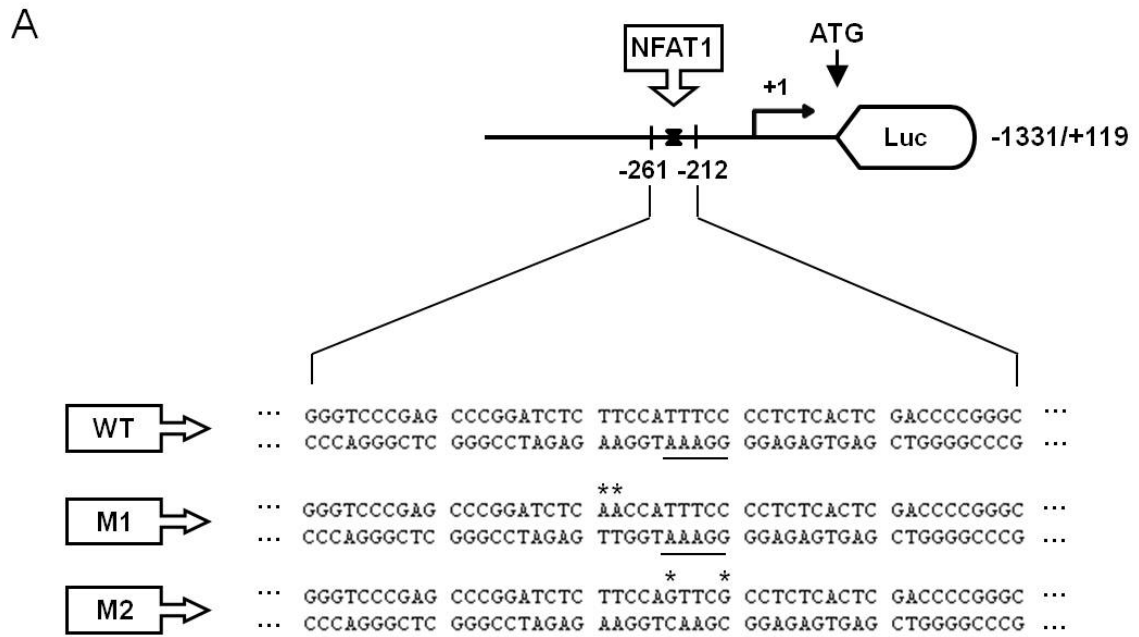 A
NFAT1
ATG
+1
Luc
-1331/+119
-261 -212
WT
... GGGTCCCGAG CCCGGATCTC TTCCATTTCC CCTCTCACTC GACCCCGGGC ...
... CCCAGGGCTC GGGCCTAGAG AAGGTAAAGG GGAGAGTGAG CTGGGGCCCG ...
**
M1
... GGGTCCCGAG CCCGGATCTC AACCATTTCC CCTCTCACTC GACCCCGGGC ...
... CCCAGGGCTC GGGCCTAGAG TTGGTAAAGG GGAGAGTGAG CTGGGGCCCG ...
* *
M2
... GGGTCCCGAG CCCGGATCTC TTCCAGTTCG CCTCTCACTC GACCCCGGGC ...
... CCCAGGGCTC GGGCCTAGAG AAGGTCAAGC GGAGAGTGAG CTGGGGCCCG ...